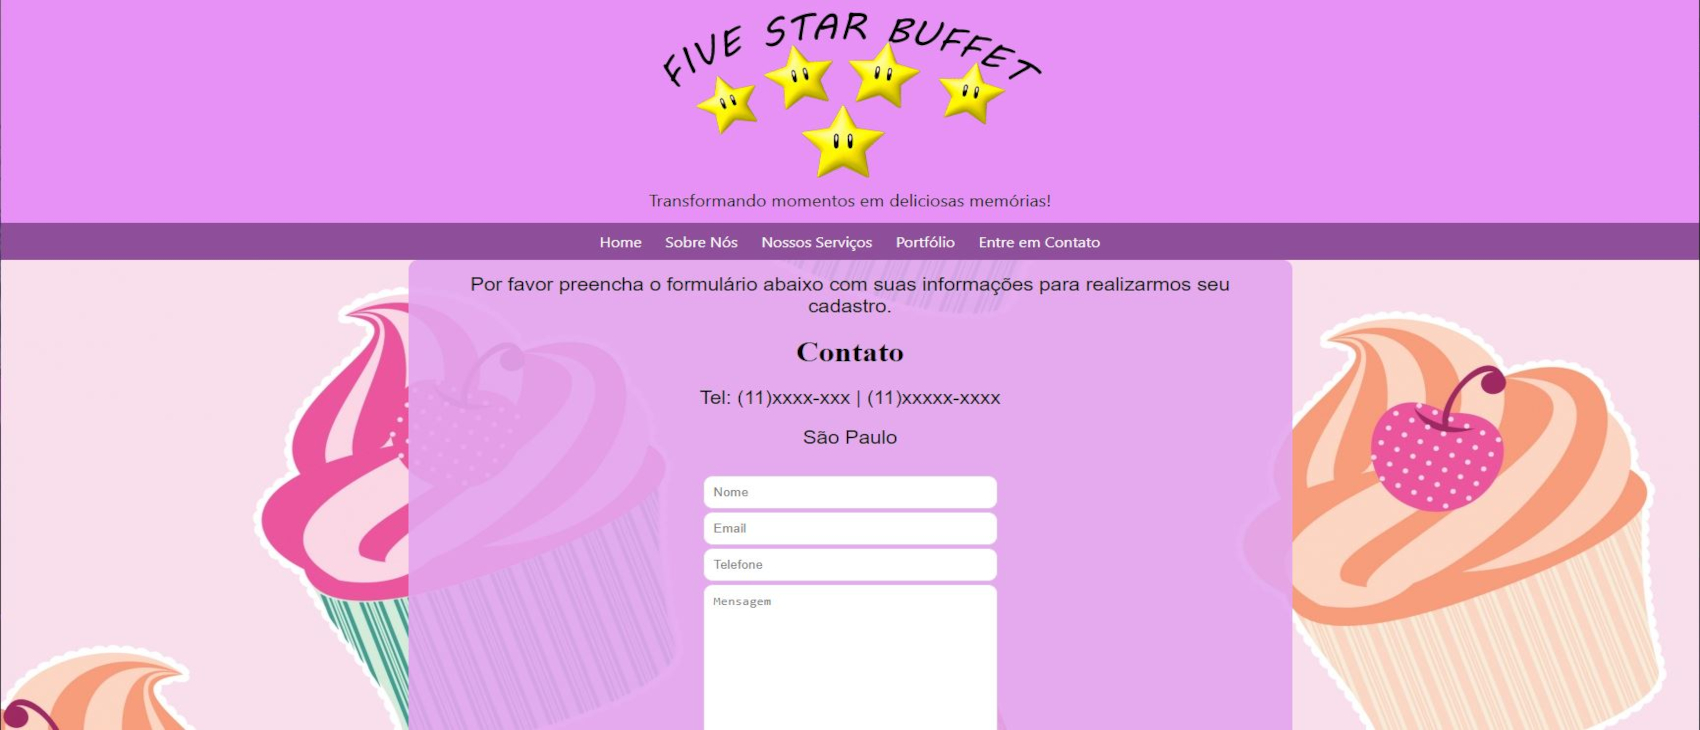 FIVE STAR BUFFET
Transformando momentos em deliciosas memórias!
Home Sobre Nós Nossos Serviços Portfólio Entre em Contato
Por favor preencha o formulário abaixo com suas informações para realizarmos seu
cadastro.
Contato
Tel: (11)xxxx-xxx | (11)xxxxx-xxxx
São Paulo
Nome
Email
Telefone
Mensagem